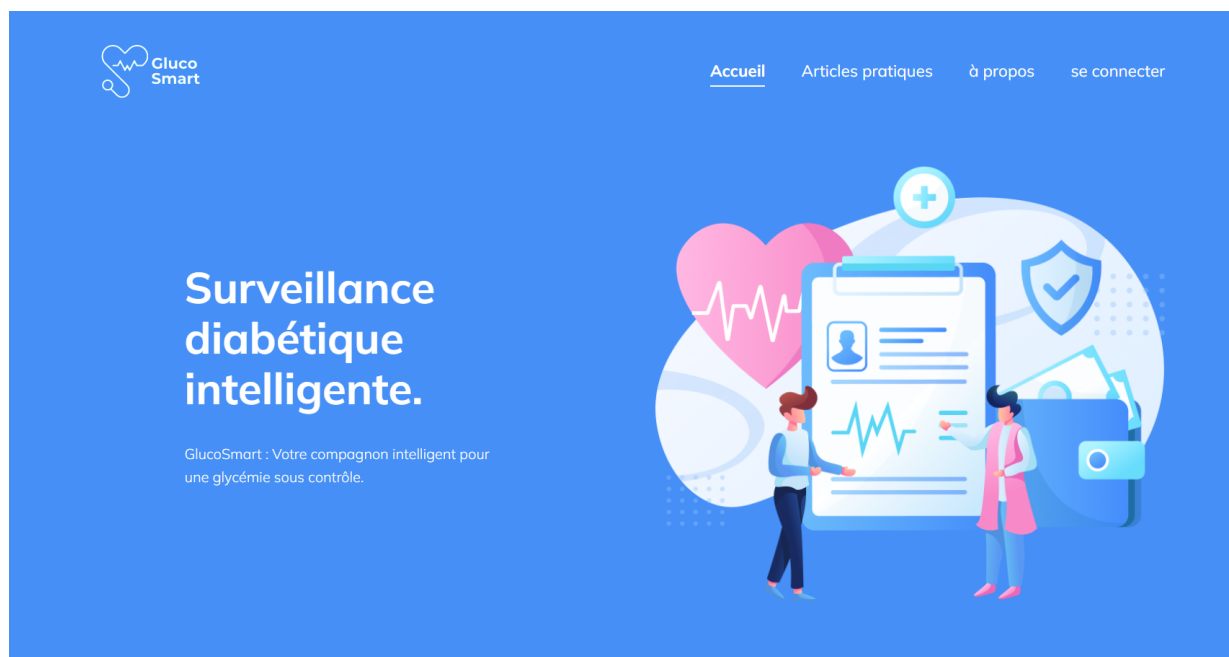 Gluco
Smart
Accueil Articles pratiques à propos se connecter
Surveillance
diabétique
intelligente.
GlucoSmart : Votre compagnon intelligent pour
une glycémie sous contrôle.